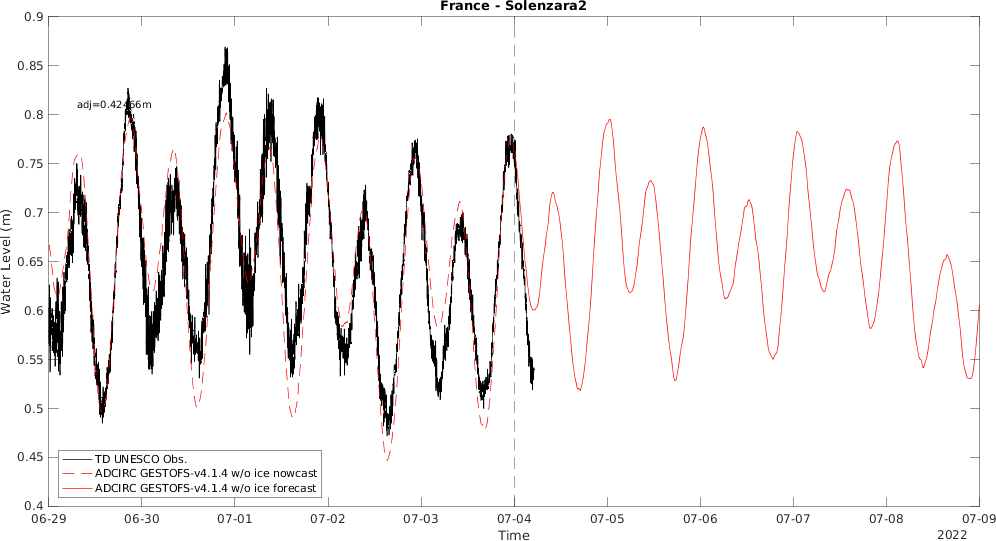 France - Solenzara2
0.9
0.85
adj=0.42466m
0.8
0.75
0.7
0.65
Water Level (m)
0.6
0.55
0.5
0.45
0.4
TD UNESCO Obs.
ADCIRC GESTOFS-v4.1.4 w/o ice nowcast
ADCIRC GESTOFS-v4.1.4 w/o ice forecast
06-29 06-30 07-01 07-02 07-03 07-04 07-05 07-06 07-07 07-08 07-09
Time
2022